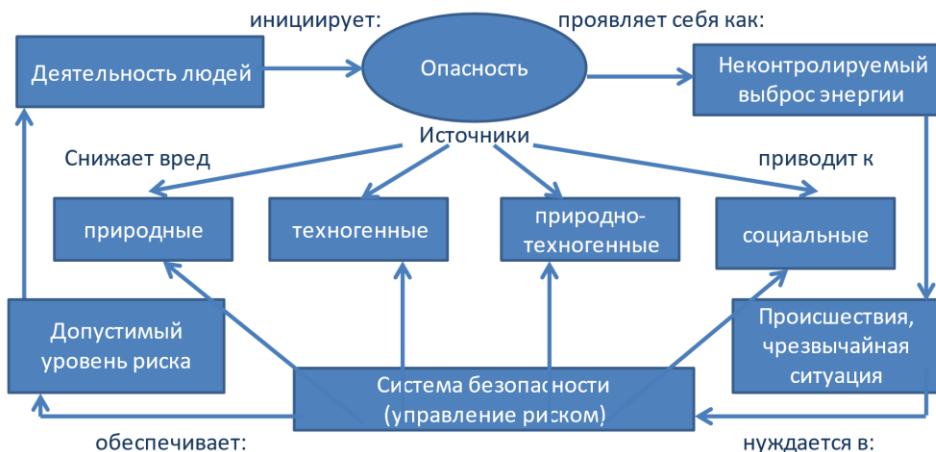 инициирует:
проявляет себя как:
Деятельность людей
Опасность
Неконтролируемый
выброс энергии
Источники
Снижает вред
приводит к
природные
техногенные
природно-
техногенные
социальные
Допустимый
уровень риска
Происшествия,
чрезвычайная
ситуация
Система безопасности
(управление риском)
обеспечивает:
нуждается в: